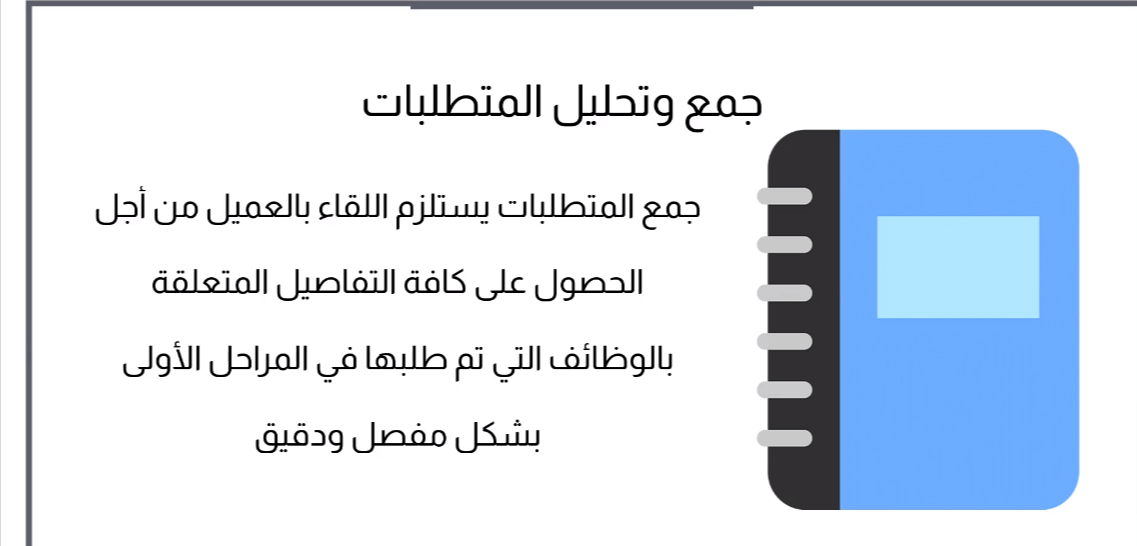 جمع وتحليل المتطلبات
جمع المتطلبات يستلزم اللقاء بالعميل من أجل
الحصول على كافة التفاصيل المتعلقة
بالوظائف التي تم طلبها في المراحل الأولى
بشكل مفصل ودقيق